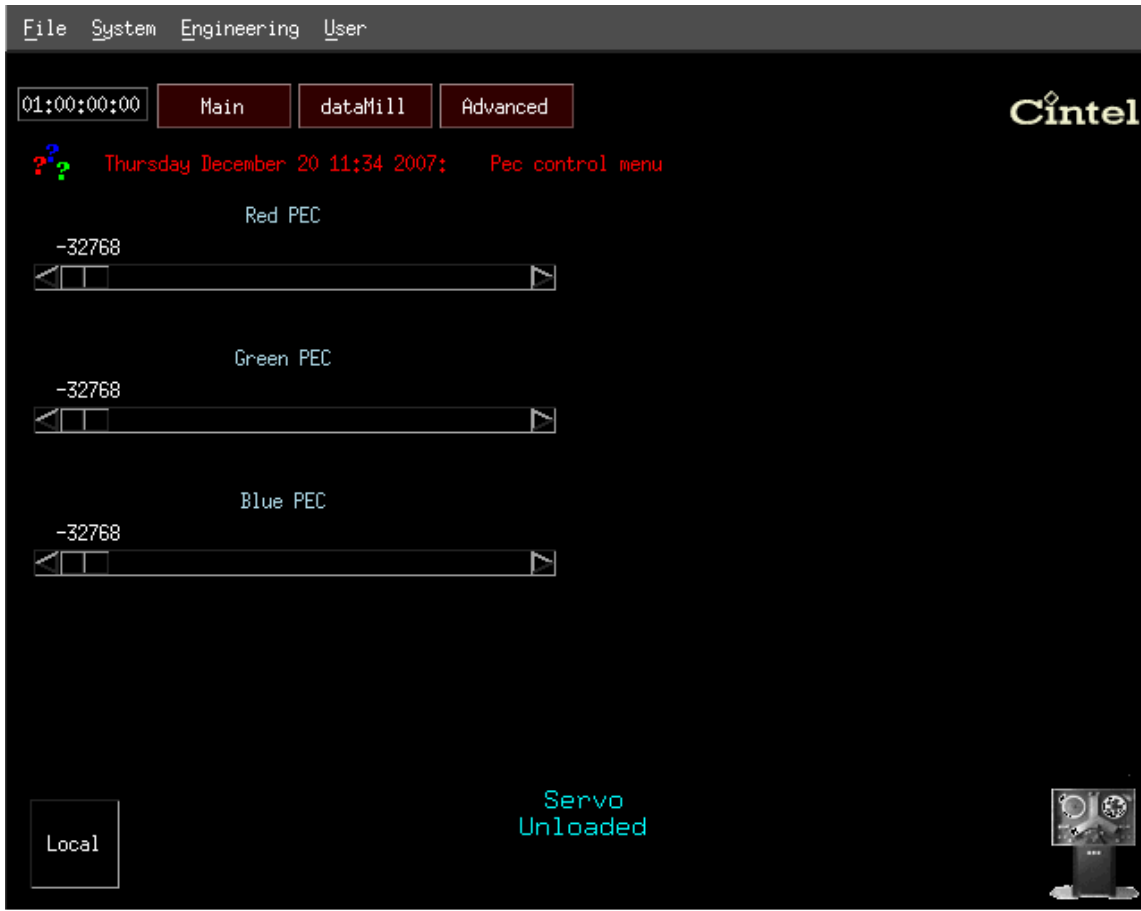 File System Engineering User
01:00:00:00 Main dataMill Advanced Cintel
??? Thursday December 20 11:34 2007: Pec control menu
Red PEC
-32768
Green PEC
-32768
Blue PEC
-32768
Servo
Unloaded
Local